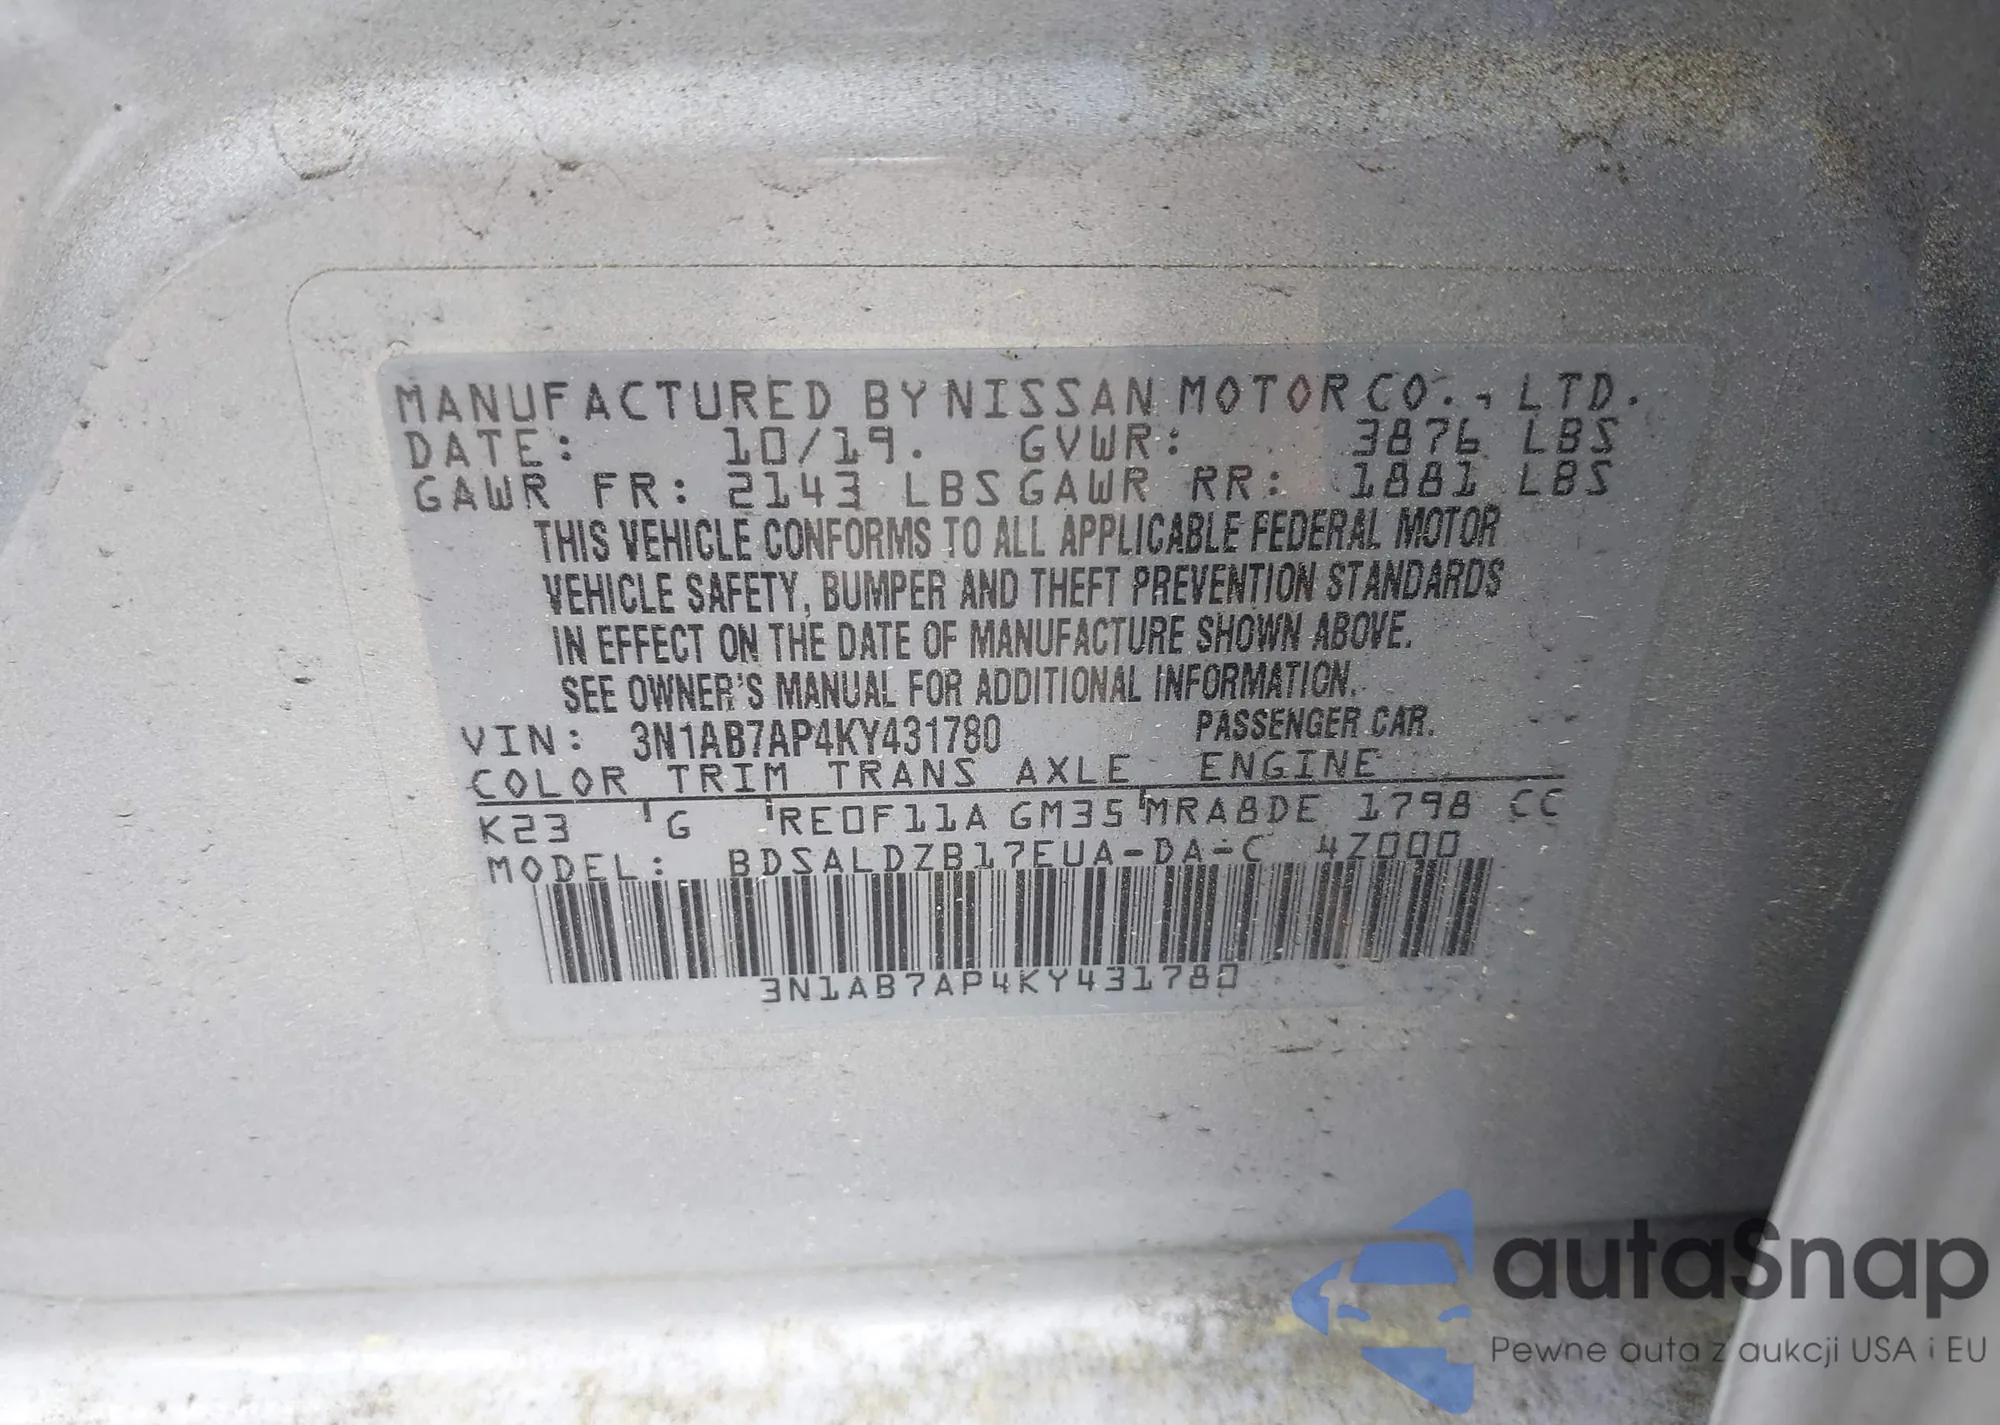 MANUFACTURED BY NISSAN MOTOR CO., LTD.
DATE: 10/19. GVWR: 3876 LBS
GAWR FR: 2143 LBS GAWR RR: 1881 LBS
THIS VEHICLE CONFORMS TO ALL APPLICABLE FEDERAL MOTOR
VEHICLE SAFETY, BUMPER AND THEFT PREVENTION STANDARDS
IN EFFECT ON THE DATE OF MANUFACTURE SHOWN ABOVE.
SEE OWNER'S MANUAL FOR ADDITIONAL INFORMATION.
VIN: 3N1AB7AP4KY431780 PASSENGER CAR.
COLOR TRIM TRANS AXLE ENGINE
K23 G RE0F11A GM35 MRA8DE 1798 CC
MODEL: BDSALDZB17EUA-DA-C 4Z000
3N1AB7AP4KY431780
autaSnap
Pewne auta z aukcji USA i EU